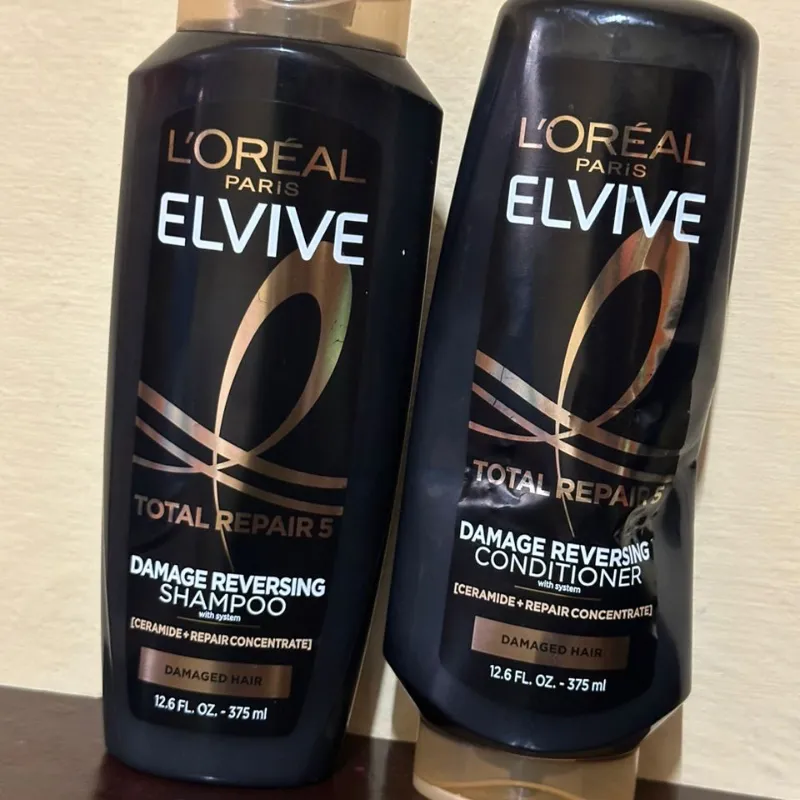 L'ORÉAL
PARIS
ELVIVE
TOTAL REPAIR 5
DAMAGE REVERSING
SHAMPOO
with system
[CERAMIDE + REPAIR CONCENTRATE]
DAMAGED HAIR
12.6 FL. OZ. - 375 ml
L'ORÉAL
PARIS
ELVIVE
TOTAL REPAIR 5
DAMAGE REVERSING
CONDITIONER
with system
[CERAMIDE + REPAIR CONCENTRATE]
DAMAGED HAIR
12.6 FL. OZ. - 375 ml